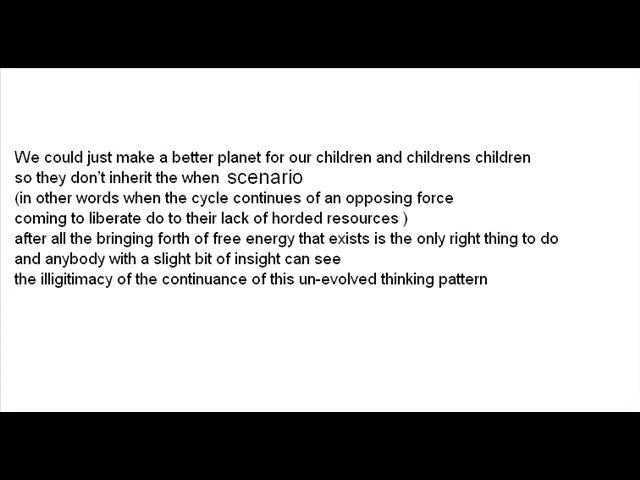 We could just make a better planet for our children and childrens children
so they don't inherit the when scenario
(in other words when the cycle continues of an opposing force
coming to liberate do to their lack of horded resources )
after all the bringing forth of free energy that exists is the only right thing to do
and anybody with a slight bit of insight can see
the illigitimacy of the continuance of this un-evolved thinking pattern